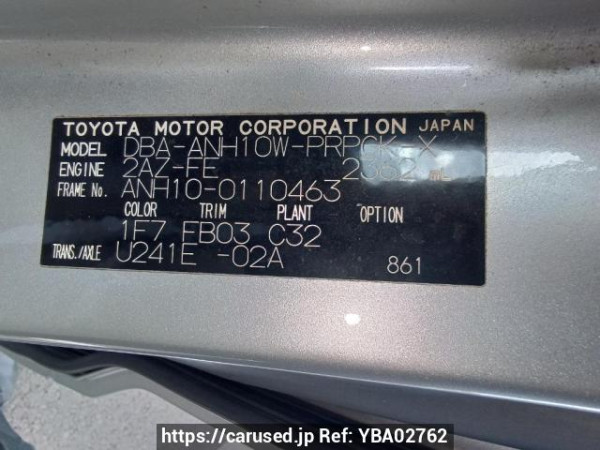 TOYOTA MOTOR CORPORATION JAPAN
MODEL DBA-ANH10W-PRPGK X
ENGINE 2AZ-FE 2362 ML
FRAME No. ANH10-0110463
COLOR TRIM PLANT OPTION
1F7 FB03 C32
TRANS./AXLE U241E -02A
861
https://carused.jp Ref: YBA02762